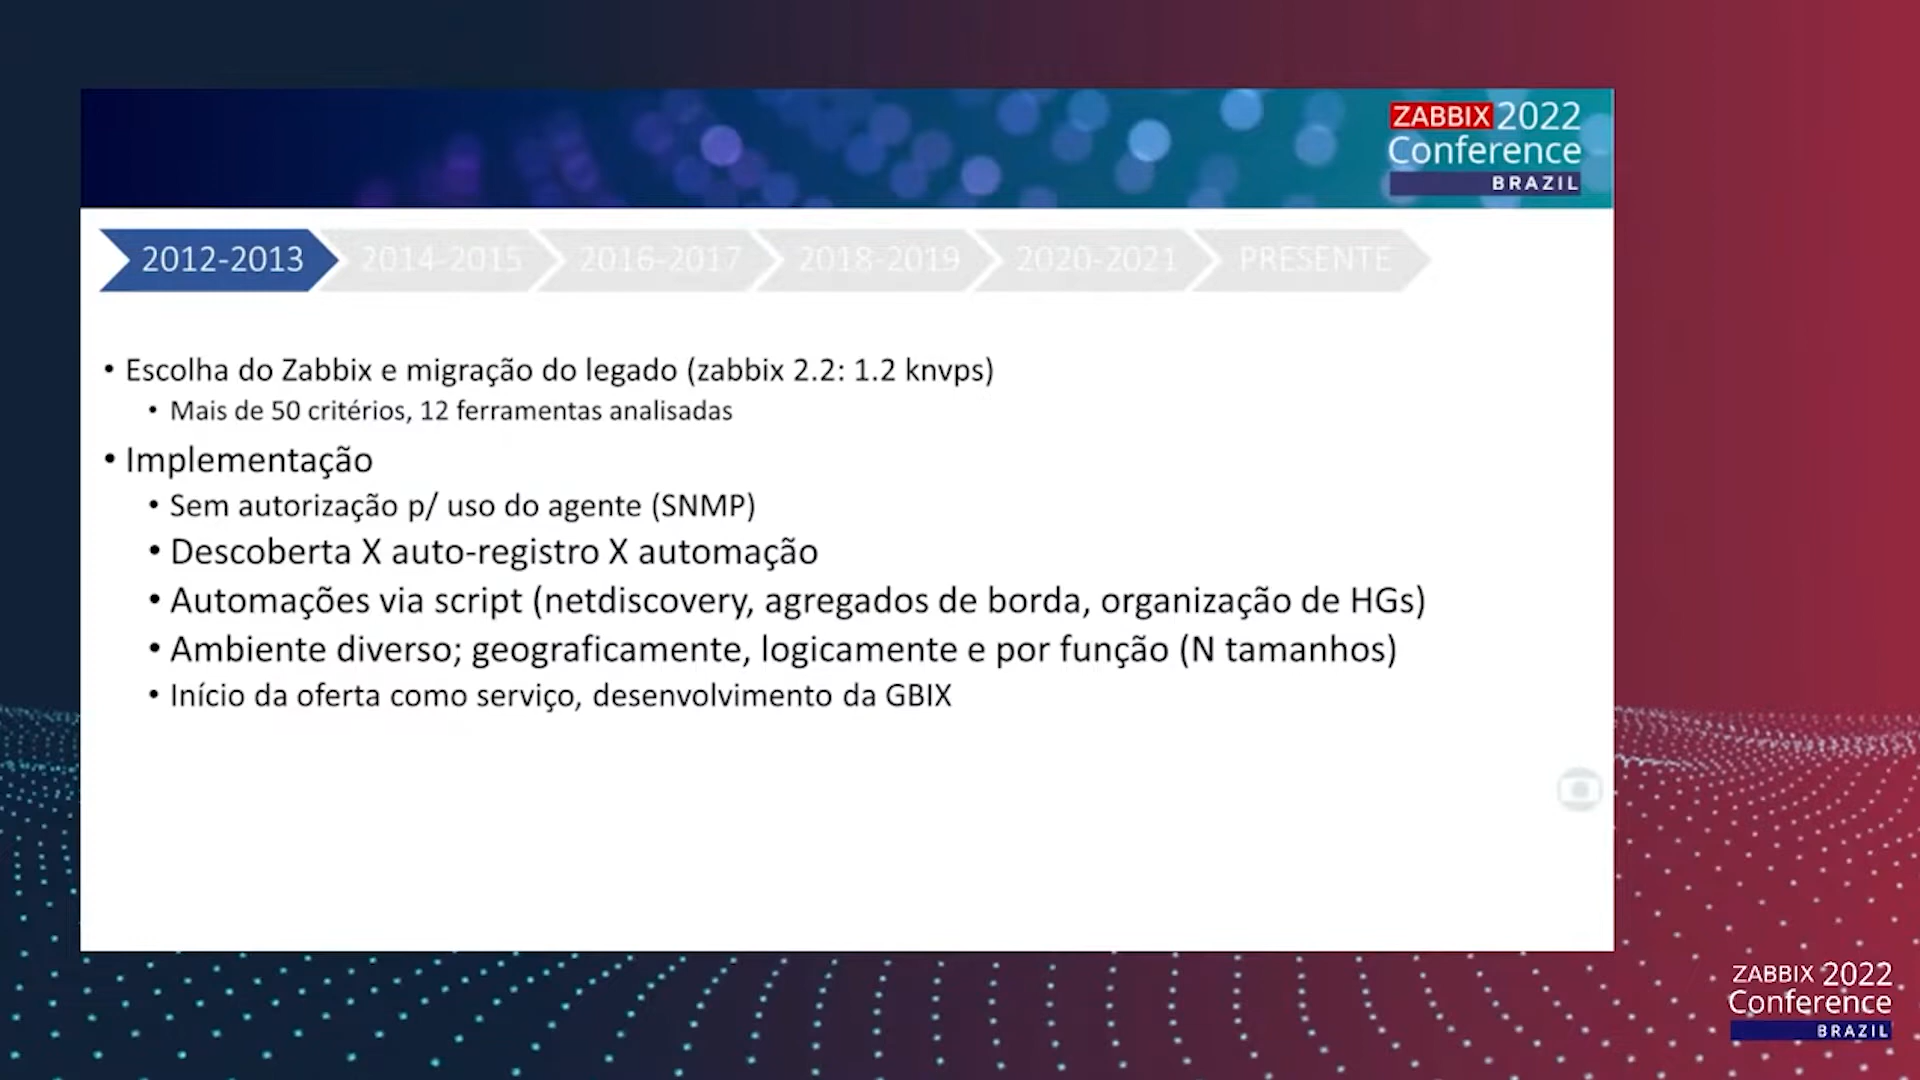 ZABBIX 2022
Conference
BRAZIL
2012-2013
2014-2015
2016-2017
2018-2019
2020-2021
PRESENTE
• Escolha do Zabbix e migração do legado (zabbix 2.2: 1.2 knvps)
• Mais de 50 critérios, 12 ferramentas analisadas
• Implementação
• Sem autorização p/ uso do agente (SNMP)
• Descoberta X auto-registro X automação
• Automações via script (netdiscovery, agregados de borda, organização de HGs)
• Ambiente diverso; geograficamente, logicamente e por função (N tamanhos)
• Início da oferta como serviço, desenvolvimento da GBIX
ZABBIX 2022
Conference
BRAZIL